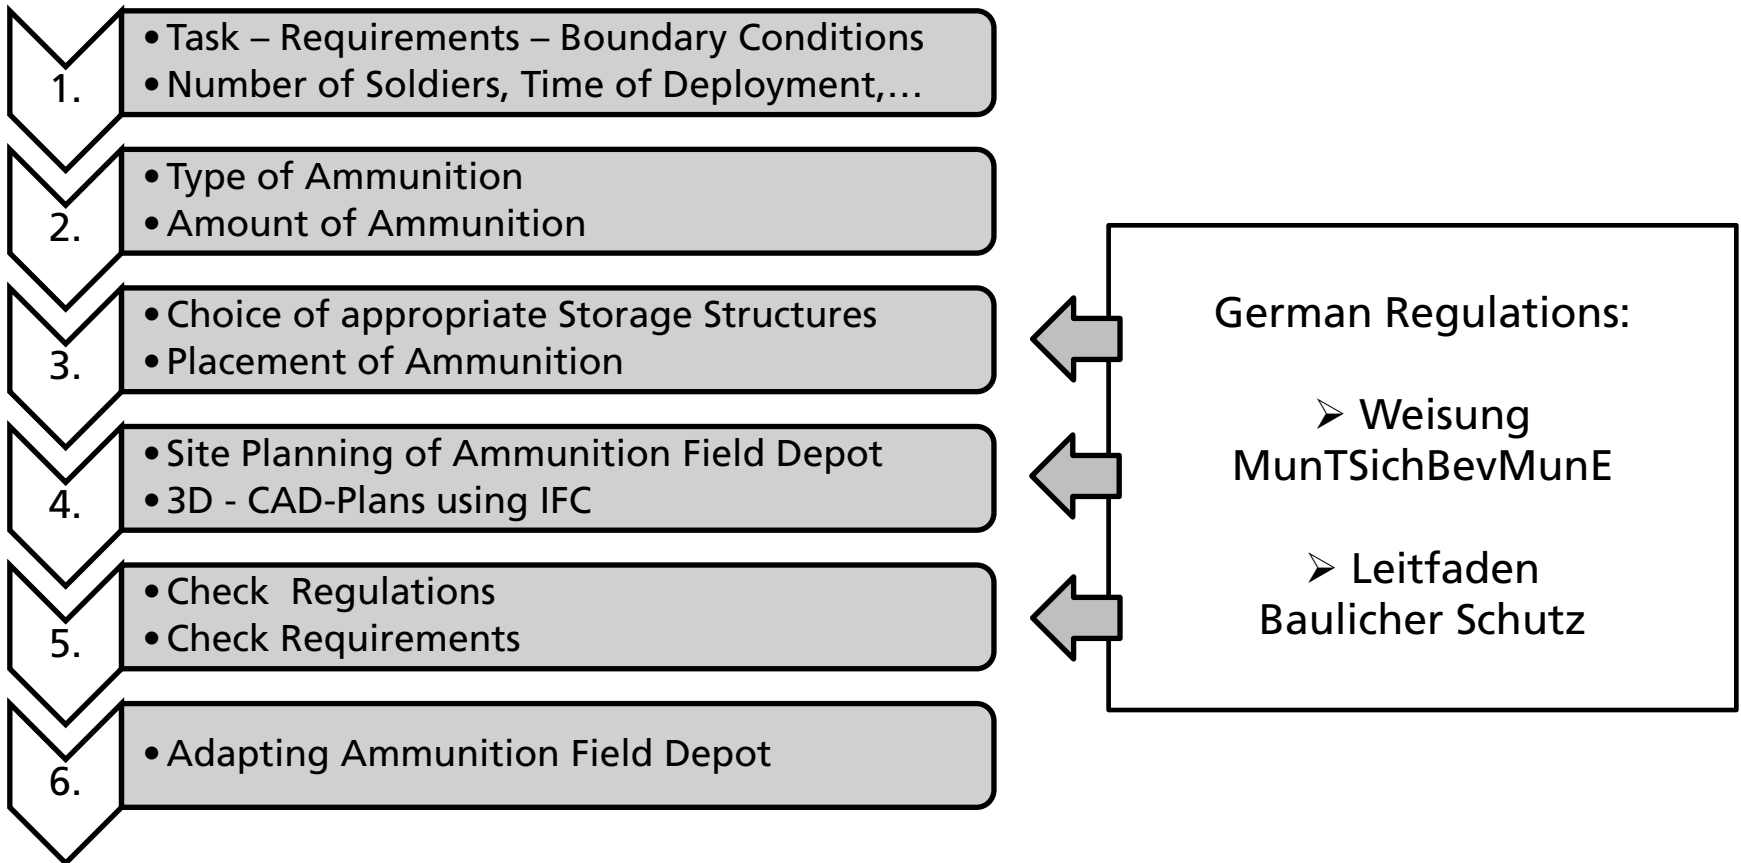 1.
• Task – Requirements – Boundary Conditions
• Number of Soldiers, Time of Deployment,…
2.
• Type of Ammunition
• Amount of Ammunition
3.
• Choice of appropriate Storage Structures
• Placement of Ammunition
4.
• Site Planning of Ammunition Field Depot
• 3D - CAD-Plans using IFC
5.
• Check  Regulations
• Check Requirements
6.
• Adapting Ammunition Field Depot
German Regulations:
➢ Weisung
MunTSichBevMunE
➢ Leitfaden
Baulicher Schutz